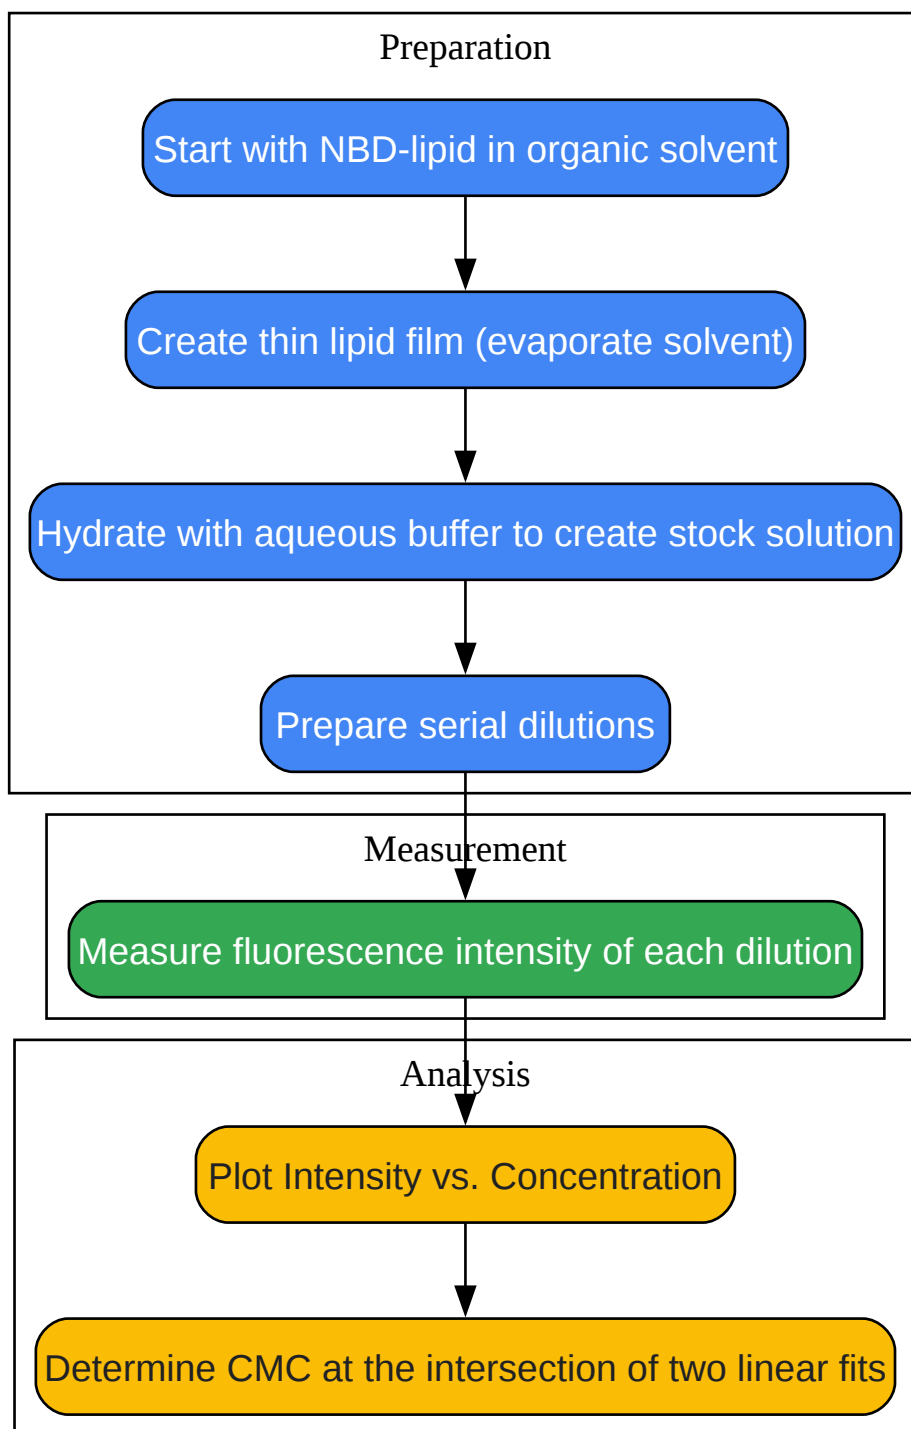 Preparation
Start with NBD-lipid in organic solvent
Create thin lipid film (evaporate solvent)
Hydrate with aqueous buffer to create stock solution
Prepare serial dilutions
Measurement
Measure fluorescence intensity of each dilution
Analysis
Plot Intensity vs. Concentration
Determine CMC at the intersection of two linear fits